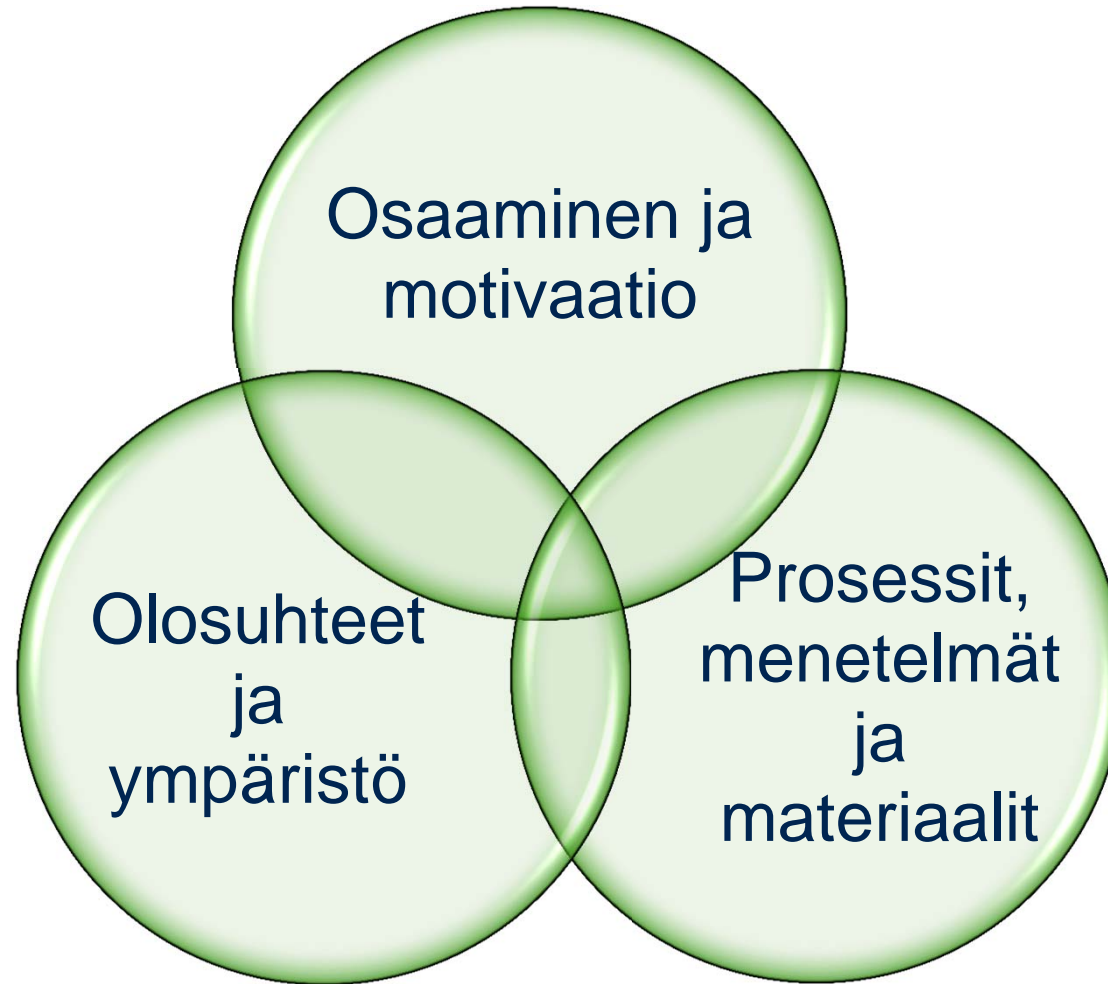 Osaaminen ja
motivaatio
Olosuhteet
ja
ympäristö
Prosessit,
menetelmät
ja
materiaalit